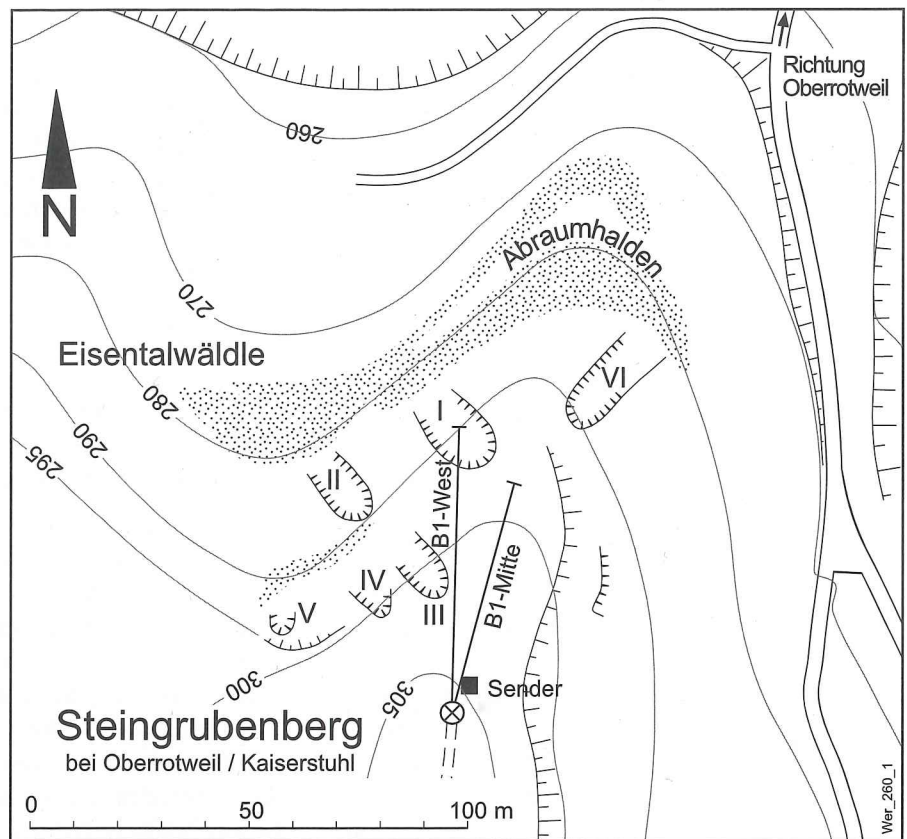 Richtung
Oberrotweil
260
N
Abraumhalden
270
Eisentalwäldle
280
VI
I
290
295
II
B1-West
B1-Mitte
IV
V
III
300
305
Sender
Steingrubenberg
bei Oberrotweil / Kaiserstuhl
0 50 100 m
Wer_260_1